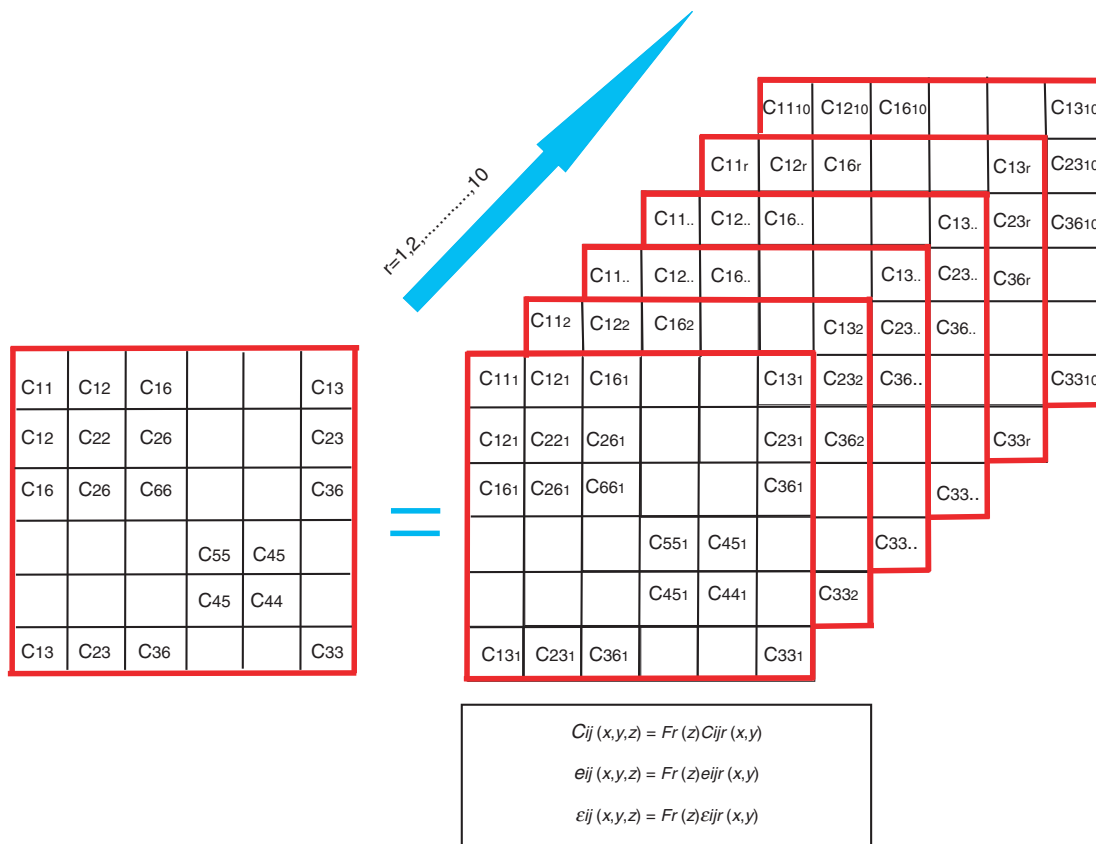 r=1,2,..........,10
C1110 C1210 C1610 C1310
C11r C12r C16r C13r C2310
C11.. C12.. C16.. C13.. C23r C3610
C11.. C12.. C16.. C13.. C23.. C36r
C112 C122 C162 C132 C23.. C36..
C11 C12 C16 C13
C111 C121 C161 C131 C232 C36.. C3310
C12 C22 C26 C23
C121 C221 C261 C231 C362 C33r
C16 C26 C66 C36
C161 C261 C661 C361 C33..
=
C55 C45
C551 C451 C33..
C45 C44
C451 C441 C332
C13 C23 C36 C33
C131 C231 C361 C331
Cij (x,y,z) = Fr (z)Cijr (x,y)
eij (x,y,z) = Fr (z)eijr (x,y)
εij (x,y,z) = Fr (z)εijr (x,y)